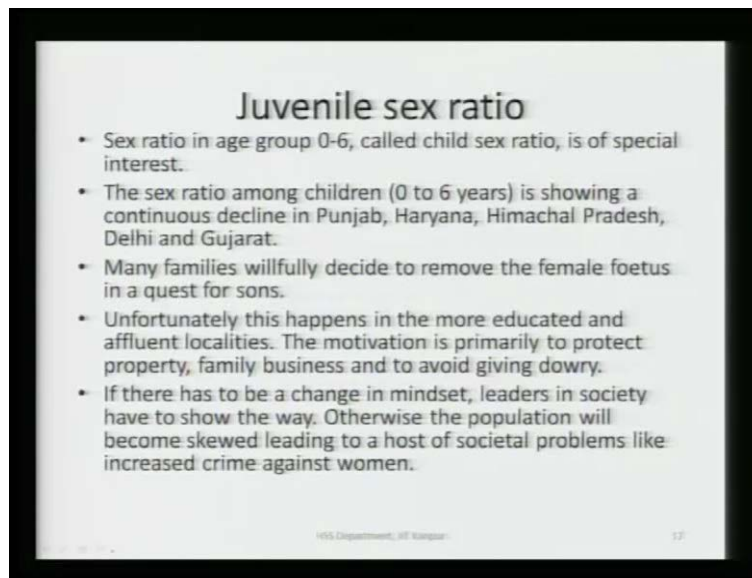 Juvenile sex ratio
• Sex ratio in age group 0-6, called child sex ratio, is of special
interest.
• The sex ratio among children (0 to 6 years) is showing a
continuous decline in Punjab, Haryana, Himachal Pradesh,
Delhi and Gujarat.
• Many families willfully decide to remove the female foetus
in a quest for sons.
• Unfortunately this happens in the more educated and
affluent localities. The motivation is primarily to protect
property, family business and to avoid giving dowry.
• If there has to be a change in mindset, leaders in society
have to show the way. Otherwise the population will
become skewed leading to a host of societal problems like
increased crime against women.
HSS Department, IIT Kanpur